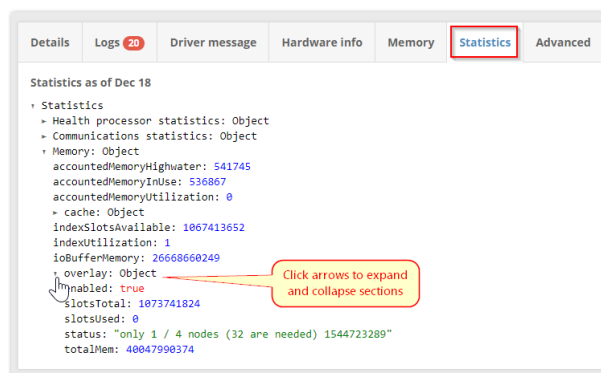 Details Logs 20 Driver message Hardware info Memory Statistics Advanced
Statistics as of Dec 18
Statistics
Health processor statistics: Object
Communications statistics: Object
Memory: Object
accountedMemoryHighwater: 541745
accountedMemoryInUse: 536867
accountedMemoryUtilization: 0
cache: Object
indexSlotsAvailable: 1067413652
indexUtilization: 1
ioBufferMemory: 26668660249
overlay: Object
enabled: true
slotsTotal: 1073741824
slotsUsed: 0
status: "only 1 / 4 nodes (32 are needed) 1544723289"
totalMem: 40047990374
Click arrows to expand
and collapse sections